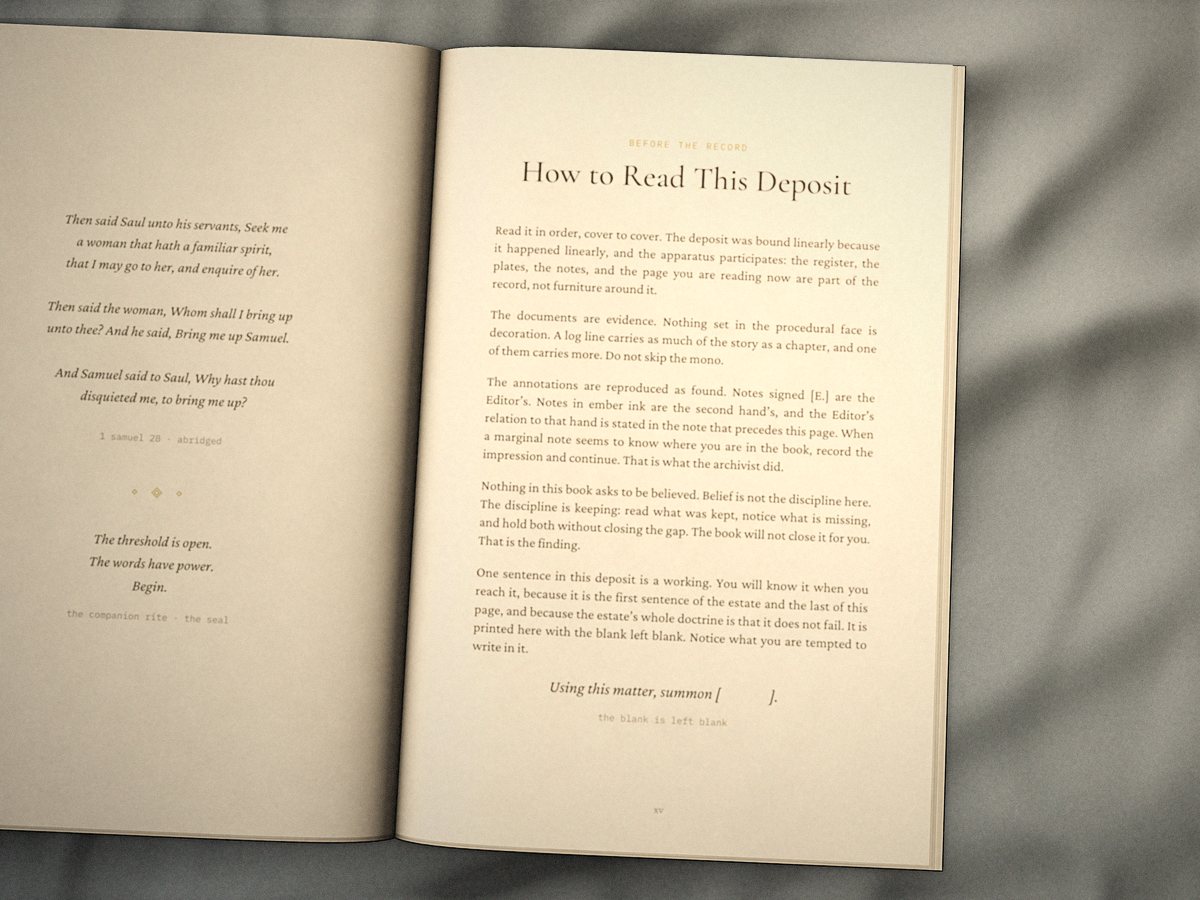 Then said Saul unto his servants, Seek me
a woman that hath a familiar spirit,
that I may go to her, and enquire of her.
Then said the woman, Whom shall I bring up
unto thee? And he said, Bring me up Samuel.
And Samuel said to Saul, Why hast thou
disquieted me, to bring me up?
1 samuel 28 · abridged
The threshold is open.
The words have power.
Begin.
the companion rite · the seal
BEFORE THE RECORD
How to Read This Deposit
Read it in order, cover to cover. The deposit was bound linearly because
it happened linearly, and the apparatus participates: the register, the
plates, the notes, and the page you are reading now are part of the
record, not furniture around it.
The documents are evidence. Nothing set in the procedural face is
decoration. A log line carries as much of the story as a chapter, and one
of them carries more. Do not skip the mono.
The annotations are reproduced as found. Notes signed [E.] are the
Editor's. Notes in ember ink are the second hand's, and the Editor's
relation to that hand is stated in the note that precedes this page. When
a marginal note seems to know where you are in the book, record the
impression and continue. That is what the archivist did.
Nothing in this book asks to be believed. Belief is not the discipline here.
The discipline is keeping: read what was kept, notice what is missing,
and hold both without closing the gap. The book will not close it for you.
That is the finding.
One sentence in this deposit is a working. You will know it when you
reach it, because it is the first sentence of the estate and the last of this
page, and because the estate's whole doctrine is that it does not fail. It is
printed here with the blank left blank. Notice what you are tempted to
write in it.
Using this matter, summon [ ].
the blank is left blank
xv